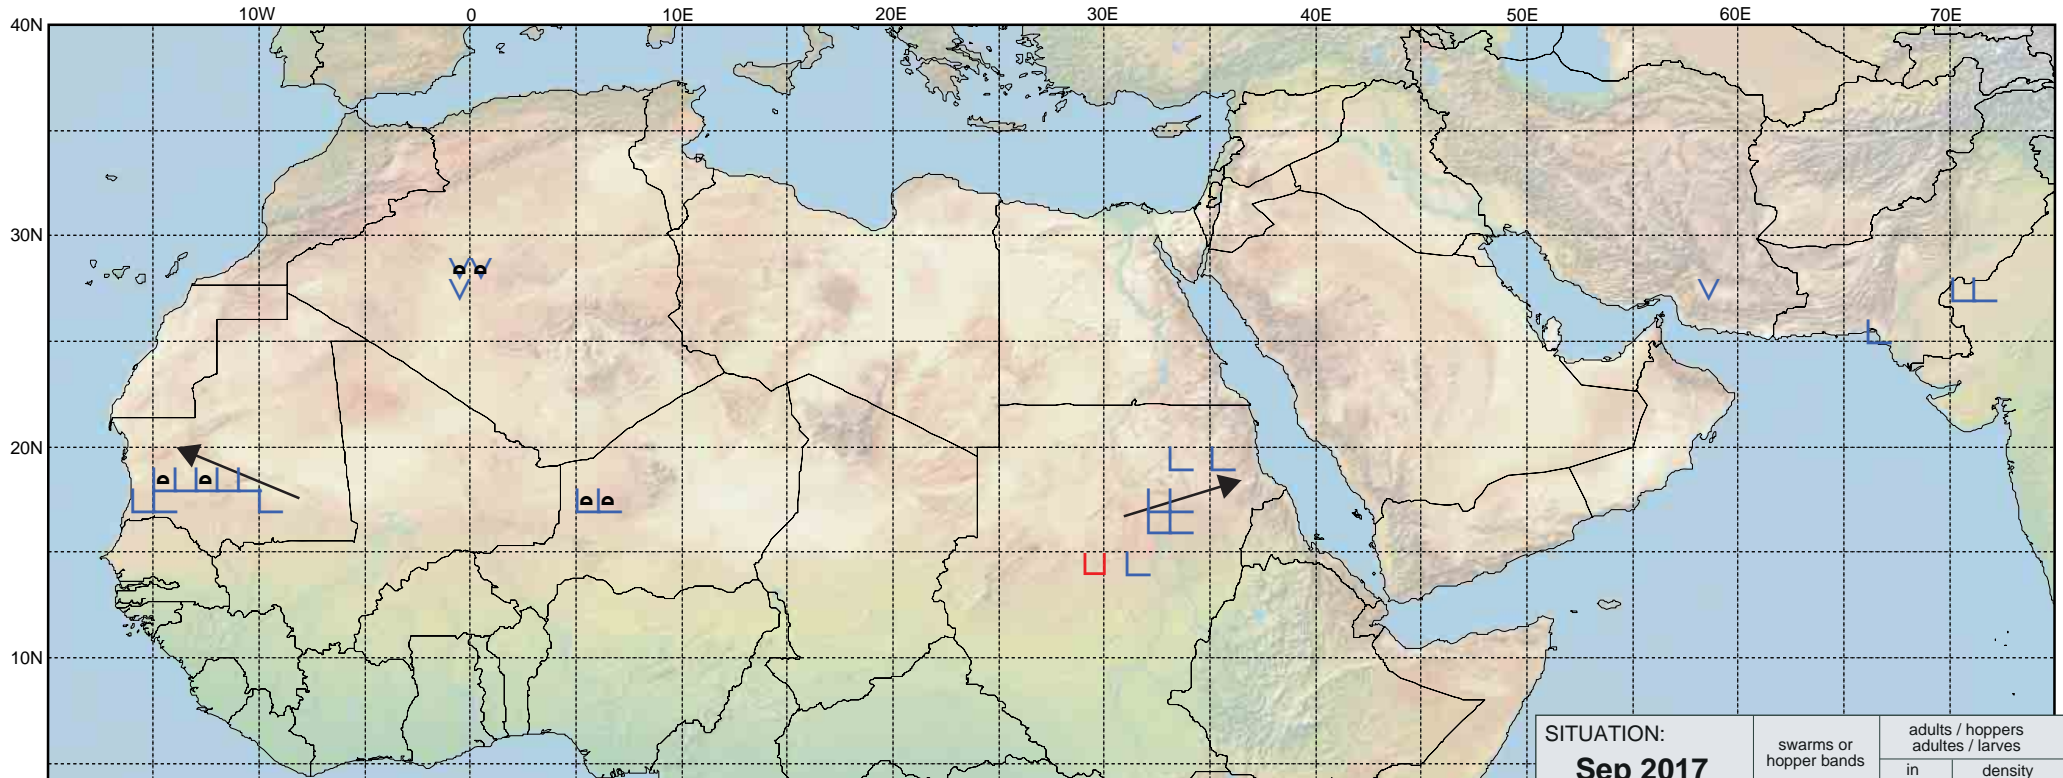 10W 0 10E 20E 30E 40E 50E 60E 70E
40N
30N
D D
20N
D D
D D
10N
SITUATION:
Sep 2017
swarms or
hopper bands
adults / hoppers
adultes / larves
in density